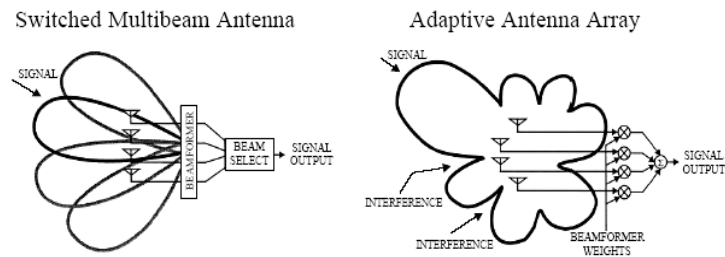 Switched Multibeam Antenna
SIGNAL
BEAMFORMER
BEAM
SELECT
SIGNAL
OUTPUT
Adaptive Antenna Array
SIGNAL
INTERFERENCE
INTERFERENCE
Σ
SIGNAL
OUTPUT
BEAMFORMER
WEIGHTS